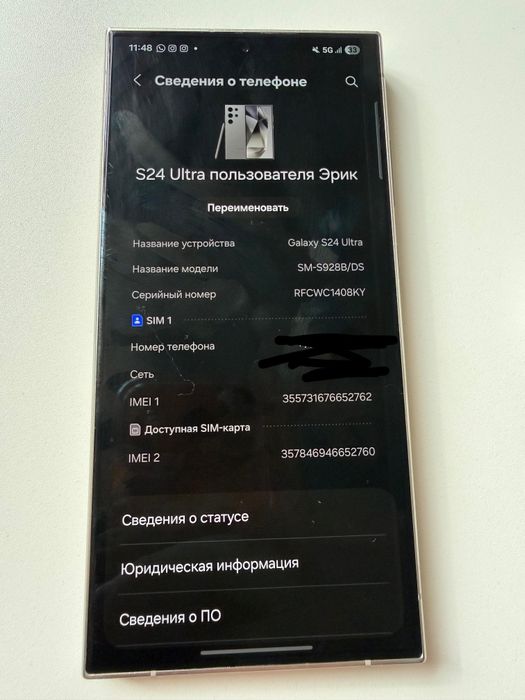 11:48 5G 33
Сведения о телефоне
S24 Ultra пользователя Эрик
Переименовать
Название устройства Galaxy S24 Ultra
Название модели SM-S928B/DS
Серийный номер RFCWC1408KY
SIM 1
Номер телефона
Сеть
IMEI 1 355731676652762
Доступная SIM-карта
IMEI 2 357846946652760
Сведения о статусе
Юридическая информация
Сведения о ПО